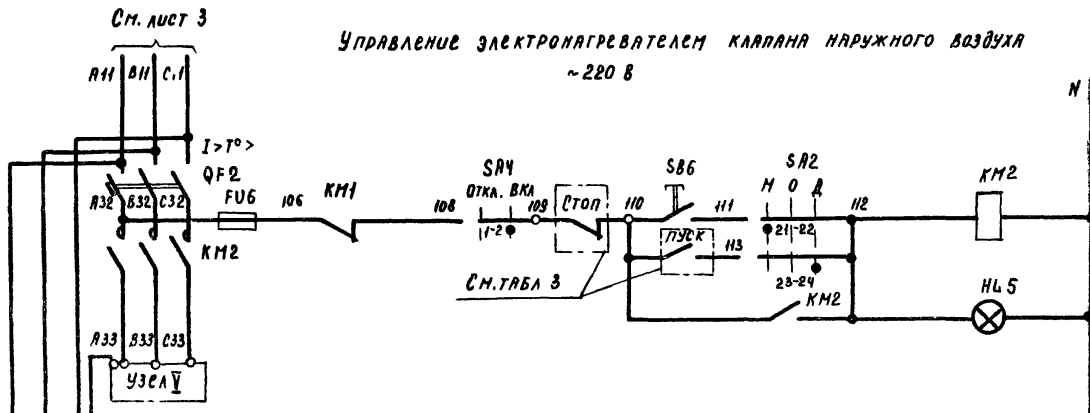 См. лист 3
Управление электронагревателем клапана наружного воздуха
~220 В
N
А11 В11 С11
I> T°>
QF2
А32 В32 С32
FU6
106
КМ1
108
SA4
ОТКЛ. ВКЛ
1-2
109
Стоп
110
SB6
111
SA2
М О Д
21-22
112
КМ2
КМ2
ПУСК
113
23-24
См. табл 3
КМ2
HL5
А33 В33 С33
Узел V